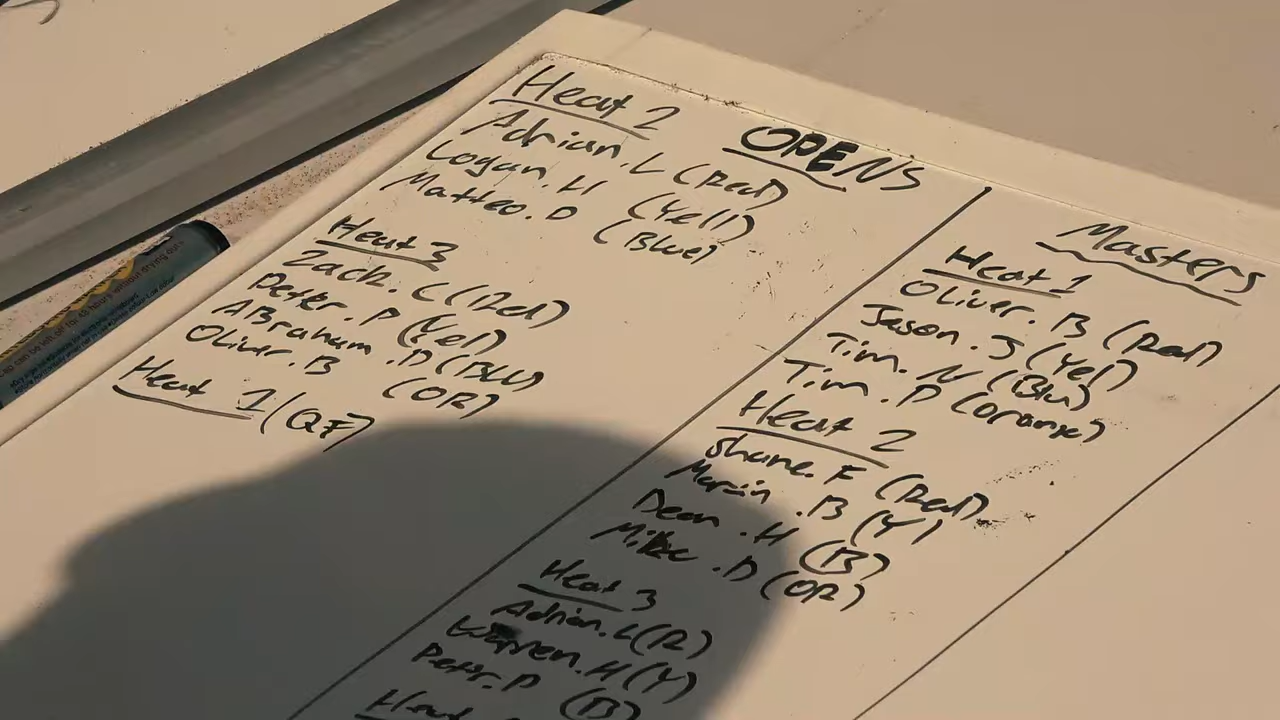 OPENS
Heat 2
Adrian.L (Red)
Logan.H (Yell)
Matteo.D (Blue)
Heat 3
Zach.C (Red)
Peter.P (Yel)
ABraham.D (BLU)
Oliver.B (OR)
Heat 1 (QF)
Masters
Heat 1
Oliver.B (Red)
Jason.J (Yel)
Tim.N (Blu)
Tim.P (Orange)
Heat 2
Shane.F (Red)
.B (Y)
Dean.H (B)
Mike.D (OR)
Heat 3
Adrian.L (R)
Warren.H (Y)
Peter.P (B)
Heat